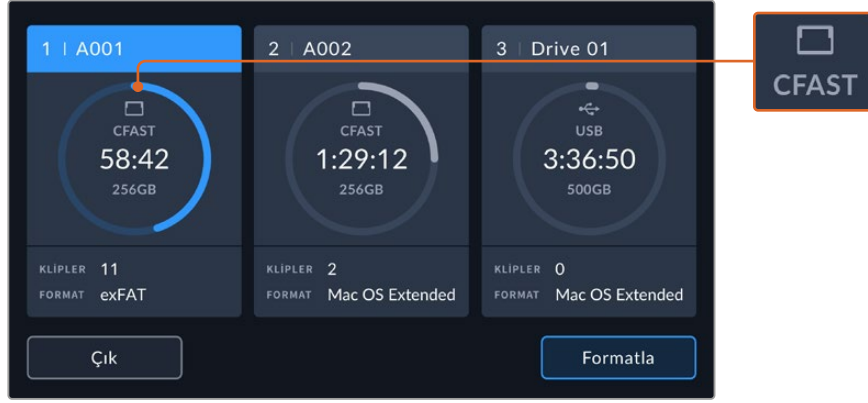 1 | A001
CFAST
58:42
256GB
KLİPLER 11
FORMAT exFAT
2 | A002
CFAST
1:29:12
256GB
KLİPLER 2
FORMAT Mac OS Extended
3 | Drive 01
USB
3:36:50
500GB
KLİPLER 0
FORMAT Mac OS Extended
Çık
Formatla
CFAST